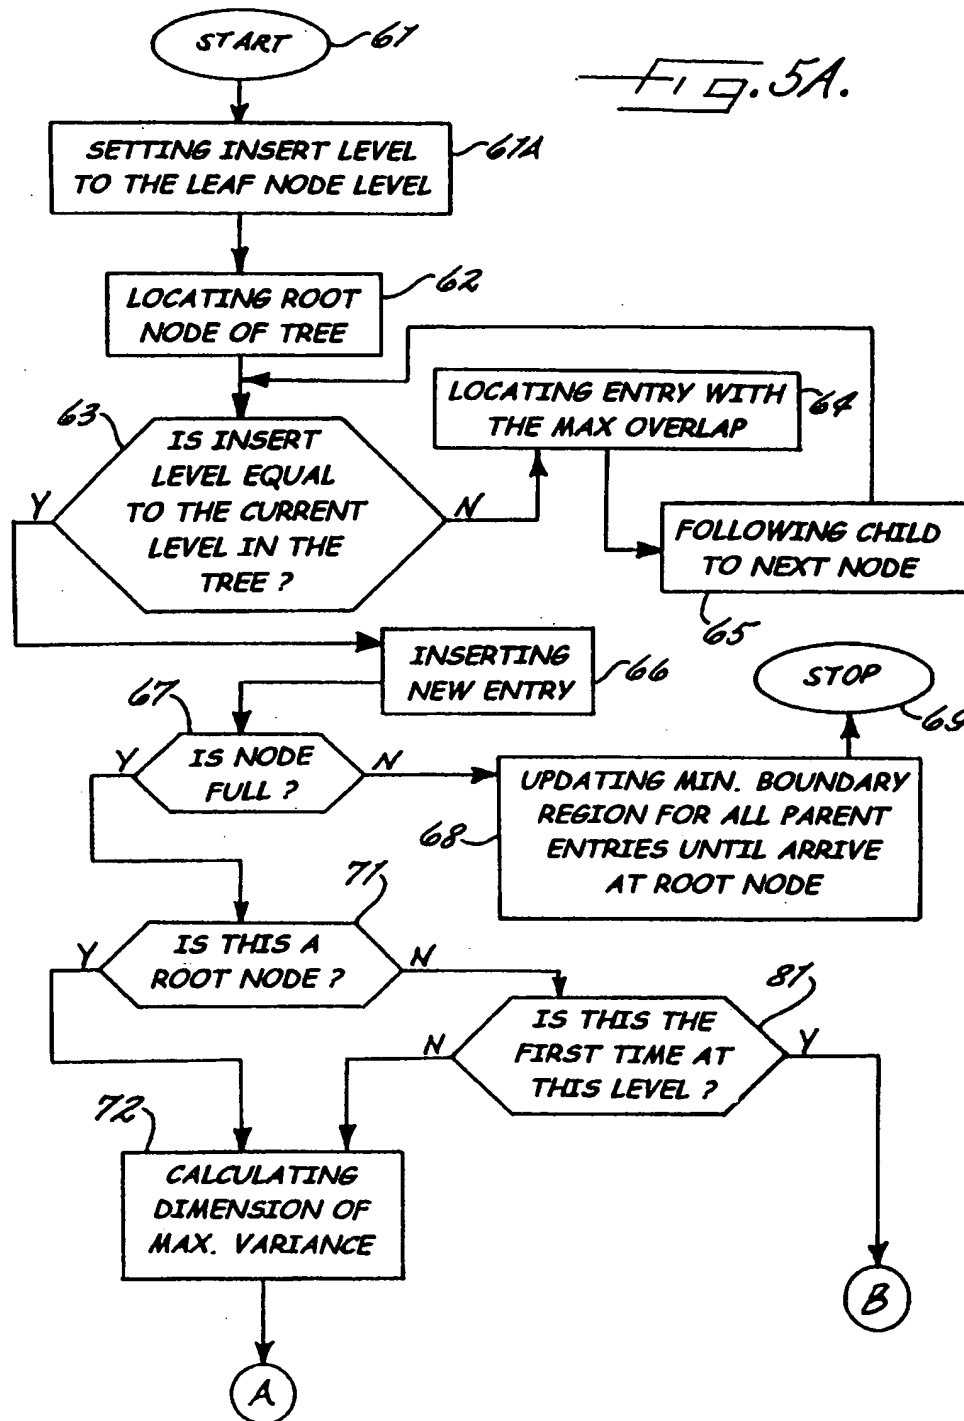 START
61
Fig. 5A.
SETTING INSERT LEVEL
TO THE LEAF NODE LEVEL
61A
LOCATING ROOT
NODE OF TREE
62
63
IS INSERT
LEVEL EQUAL
TO THE CURRENT
LEVEL IN THE
TREE ?
Y
N
LOCATING ENTRY WITH
THE MAX OVERLAP
64
FOLLOWING CHILD
TO NEXT NODE
65
INSERTING
NEW ENTRY
66
STOP
69
67
IS NODE
FULL ?
Y
N
UPDATING MIN. BOUNDARY
REGION FOR ALL PARENT
ENTRIES UNTIL ARRIVE
AT ROOT NODE
68
71
IS THIS A
ROOT NODE ?
Y
N
81
IS THIS THE
FIRST TIME AT
THIS LEVEL ?
N
Y
72
CALCULATING
DIMENSION OF
MAX. VARIANCE
B
A